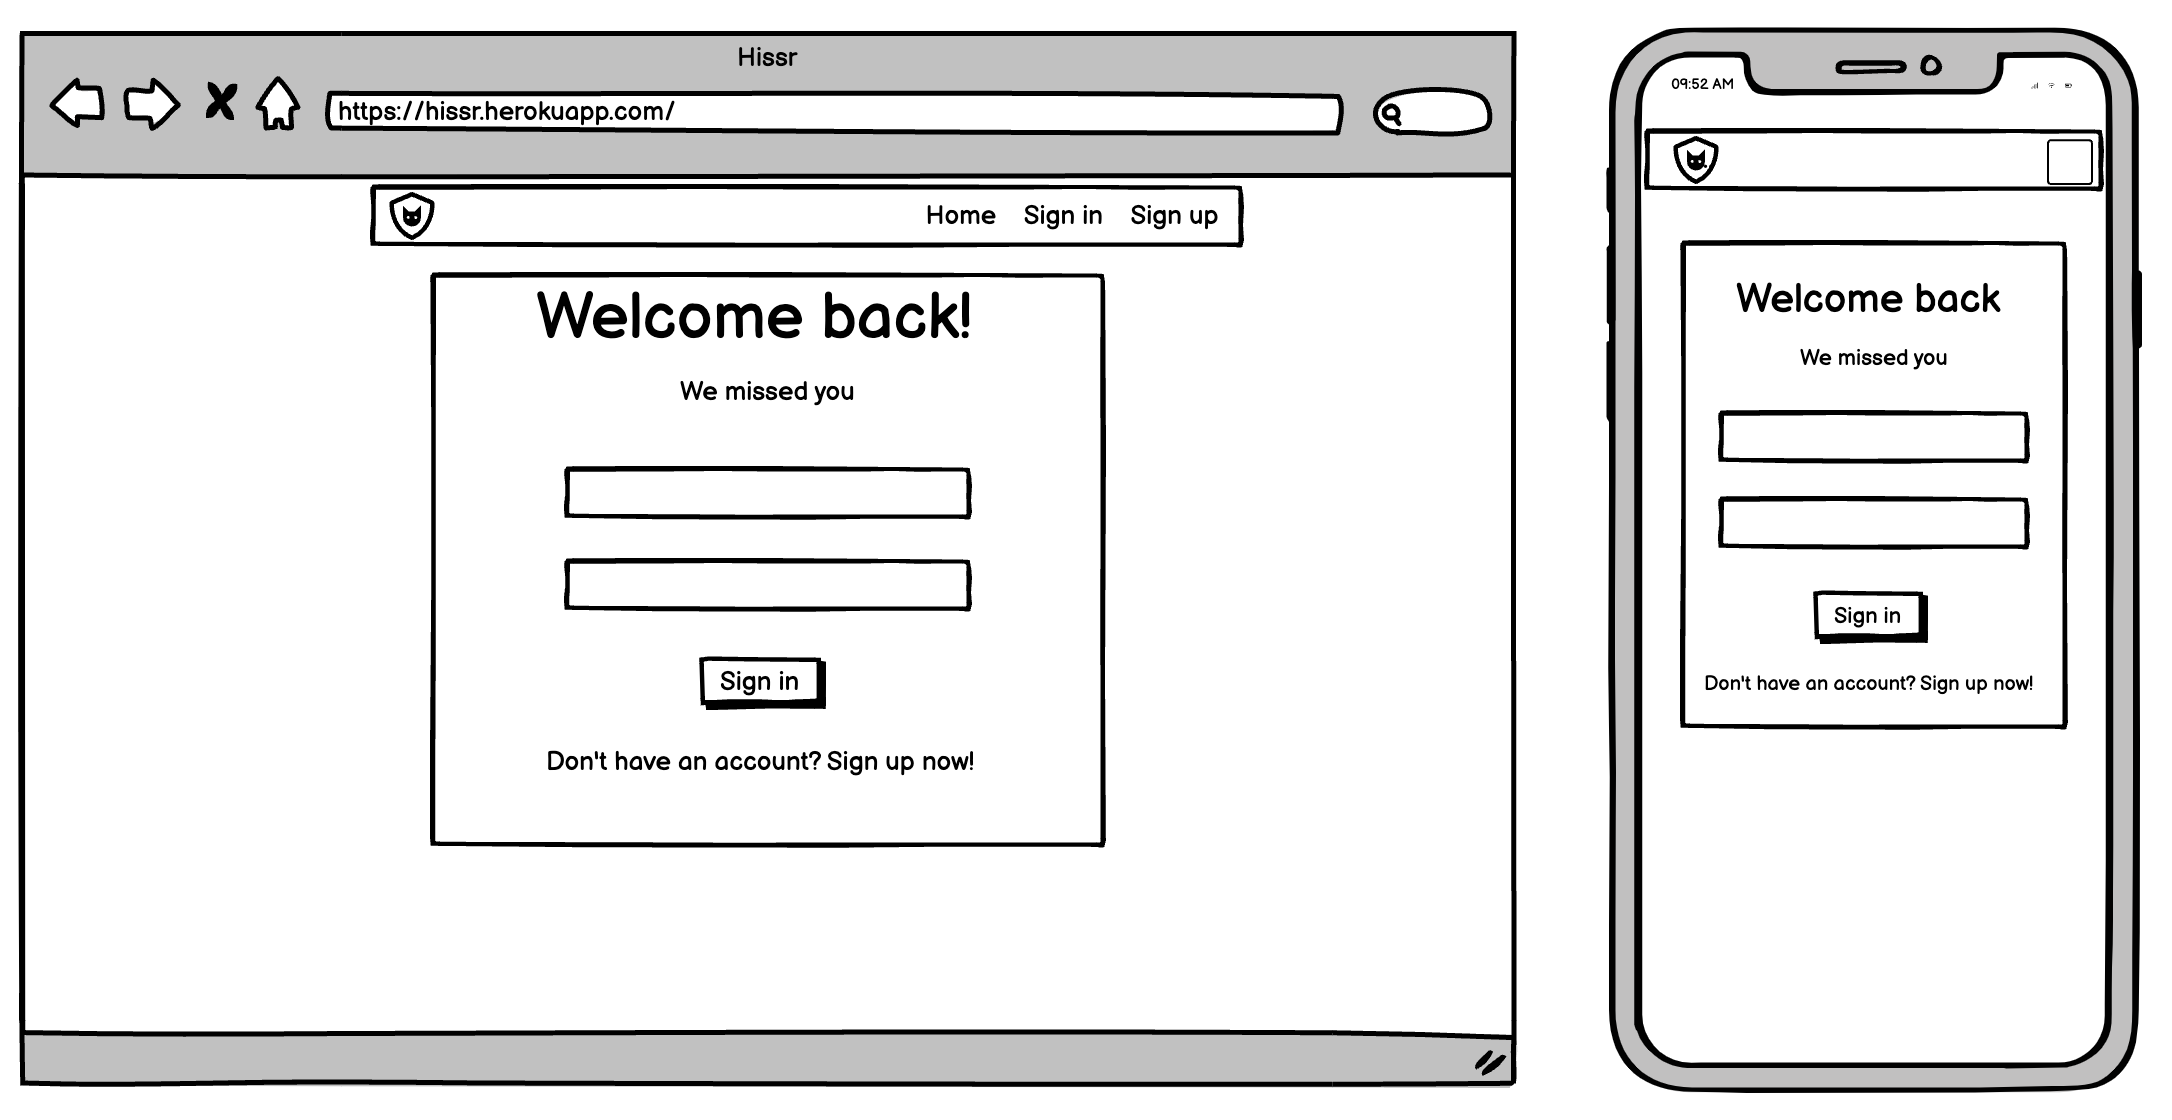 Hissr
https://hissr.herokuapp.com/
Home Sign in Sign up
Welcome back!
We missed you
Sign in
Don't have an account? Sign up now!
09:52 AM
Welcome back
We missed you
Sign in
Don't have an account? Sign up now!